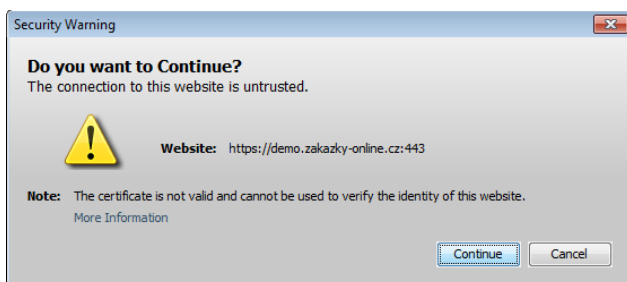 Security Warning
Do you want to Continue?
The connection to this website is untrusted.
Website: https://demo.zakazky-online.cz:443
Note: The certificate is not valid and cannot be used to verify the identity of this website.
More Information
Continue Cancel